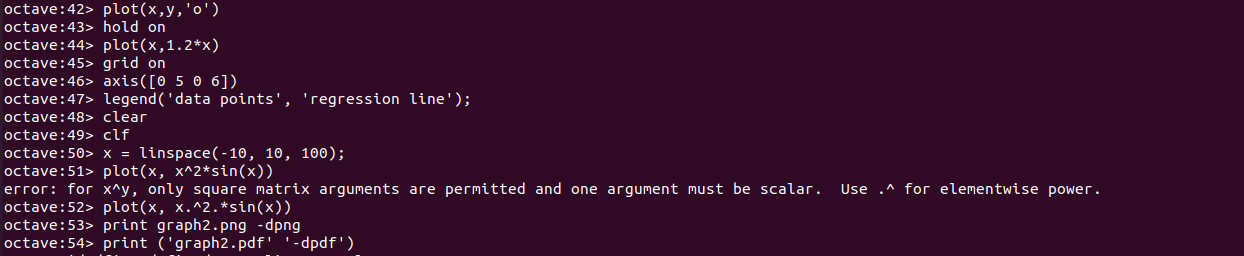 octave:42> plot(x,y,'o')
octave:43> hold on
octave:44> plot(x,1.2*x)
octave:45> grid on
octave:46> axis([0 5 0 6])
octave:47> legend('data points', 'regression line');
octave:48> clear
octave:49> clf
octave:50> x = linspace(-10, 10, 100);
octave:51> plot(x, x^2*sin(x))
error: for x^y, only square matrix arguments are permitted and one argument must be scalar.  Use .^ for elementwise power.
octave:52> plot(x, x.^2.*sin(x))
octave:53> print graph2.png -dpng
octave:54> print ('graph2.pdf' '-dpdf')